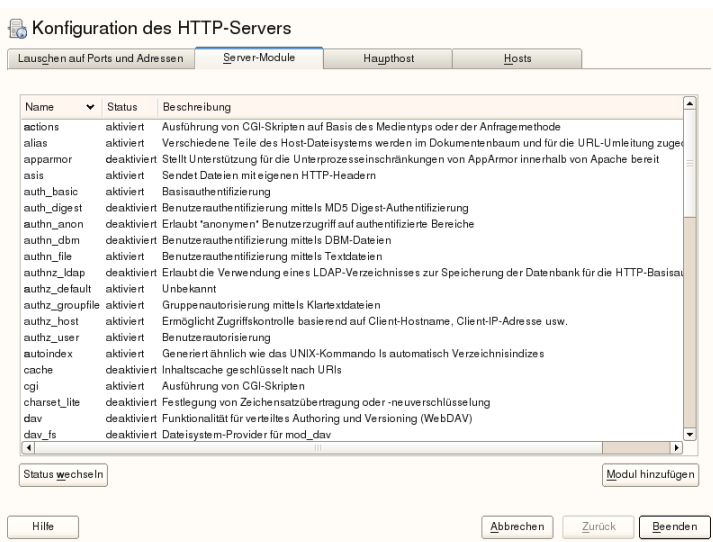 Konfiguration des HTTP-Servers
Lauschen auf Ports und Adressen Server-Module Haupthost Hosts
Name Status Beschreibung
actions aktiviert Ausführung von CGI-Skripten auf Basis des Medientyps oder der Anfragemethode
alias aktiviert Verschiedene Teile des Host-Dateisystems werden im Dokumentenbaum und für die URL-Umleitung zuged
apparmor deaktiviert Stellt Unterstützung für die Unterprozesseinschränkungen von AppArmor innerhalb von Apache bereit
asis aktiviert Sendet Dateien mit eigenen HTTP-Headern
auth_basic aktiviert Basisauthentifizierung
auth_digest deaktiviert Benutzerauthentifizierung mittels MD5 Digest-Authentifizierung
authn_anon deaktiviert Erlaubt "anonymen" Benutzerzugriff auf authentifizierte Bereiche
authn_dbm deaktiviert Benutzerauthentifizierung mittels DBM-Dateien
authn_file aktiviert Benutzerauthentifizierung mittels Textdateien
authnz_ldap deaktiviert Erlaubt die Verwendung eines LDAP-Verzeichnisses zur Speicherung der Datenbank für die HTTP-Basisau
authz_default aktiviert Unbekannt
authz_groupfile aktiviert Gruppenautorisierung mittels Klartextdateien
authz_host aktiviert Ermöglicht Zugriffskontrolle basierend auf Client-Hostname, Client-IP-Adresse usw.
authz_user aktiviert Benutzerautorisierung
autoindex aktiviert Generiert ähnlich wie das UNIX-Kommando ls automatisch Verzeichnisindizes
cache deaktiviert Inhaltscache geschlüsselt nach URIs
cgi aktiviert Ausführung von CGI-Skripten
charset_lite deaktiviert Festlegung von Zeichensatzübertragung oder -neuverschlüsselung
dav deaktiviert Funktionalität für verteiltes Authoring und Versioning (WebDAV)
dav_fs deaktiviert Dateisystem-Provider für mod_dav
Status wechseln Modul hinzufügen
Hilfe Abbrechen Zurück Beenden